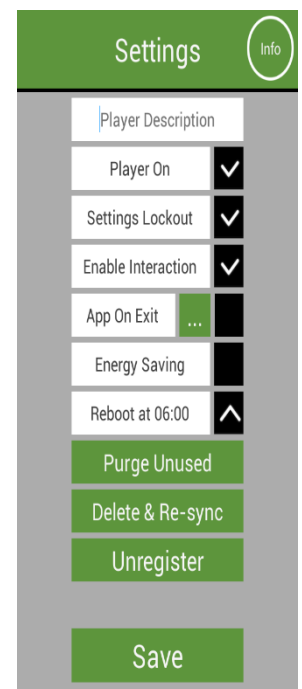 Settings
Info
Player Description
Player On
Settings Lockout
Enable Interaction
App On Exit
...
Energy Saving
Reboot at 06:00
Purge Unused
Delete & Re-sync
Unregister
Save